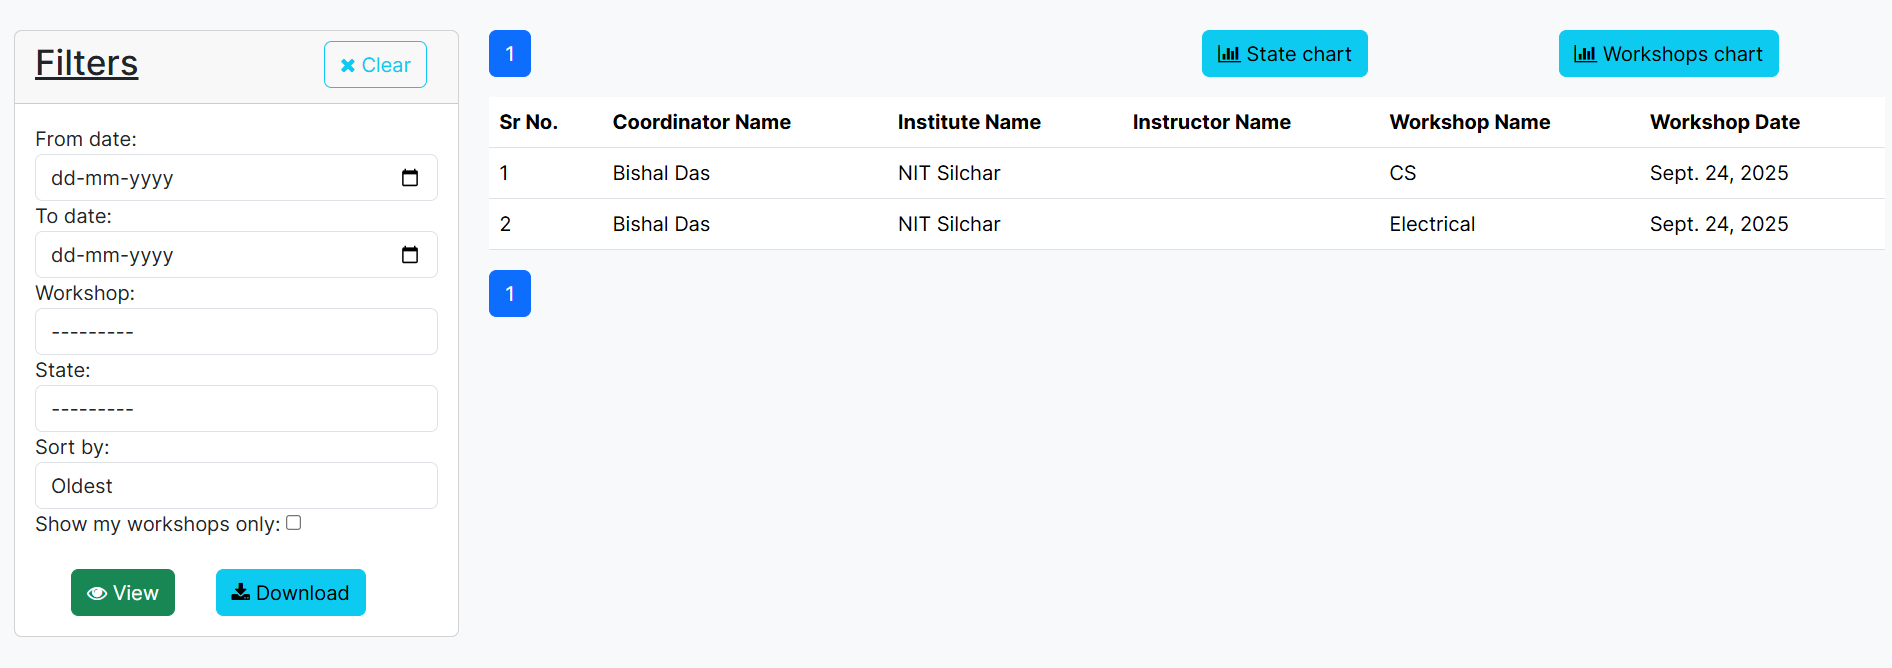 Filters
Clear
From date:
dd-mm-yyyy
To date:
dd-mm-yyyy
Workshop:
---------
State:
---------
Sort by:
Oldest
Show my workshops only:
View Download
1 State chart Workshops chart
Sr No. Coordinator Name Institute Name Instructor Name Workshop Name Workshop Date
1 Bishal Das NIT Silchar CS Sept. 24, 2025
2 Bishal Das NIT Silchar Electrical Sept. 24, 2025
1